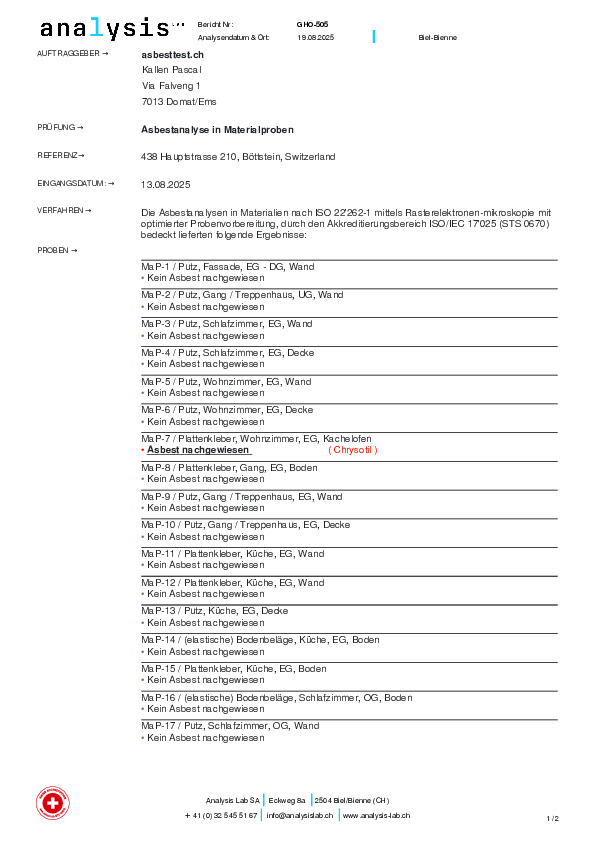 analysis
Bericht Nr: GHO-505
Analysendatum & Ort: 19.08.2025 Biel-Bienne
AUFTRAGGEBER → asbesttest.ch
Kallen Pascal
Via Falveng 1
7013 Domat/Ems
PRÜFUNG → Asbestanalyse in Materialproben
REFERENZ→ 438 Hauptstrasse 210, Böttstein, Switzerland
EINGANGSDATUM: → 13.08.2025
VERFAHREN → Die Asbestanalysen in Materialien nach ISO 22'262-1 mittels Rasterelektronen-mikroskopie mit
optimierter Probenvorbereitung, durch den Akkreditierungsbereich ISO/IEC 17'025 (STS 0670)
bedeckt lieferten folgende Ergebnisse:
PROBEN →
MaP-1 / Putz, Fassade, EG - DG, Wand
• Kein Asbest nachgewiesen
MaP-2 / Putz, Gang / Treppenhaus, UG, Wand
• Kein Asbest nachgewiesen
MaP-3 / Putz, Schlafzimmer, EG, Wand
• Kein Asbest nachgewiesen
MaP-4 / Putz, Schlafzimmer, EG, Decke
• Kein Asbest nachgewiesen
MaP-5 / Putz, Wohnzimmer, EG, Wand
• Kein Asbest nachgewiesen
MaP-6 / Putz, Wohnzimmer, EG, Decke
• Kein Asbest nachgewiesen
MaP-7 / Plattenkleber, Wohnzimmer, EG, Kachelofen
• Asbest nachgewiesen ( Chrysotil )
MaP-8 / Plattenkleber, Gang, EG, Boden
• Kein Asbest nachgewiesen
MaP-9 / Putz, Gang / Treppenhaus, EG, Wand
• Kein Asbest nachgewiesen
MaP-10 / Putz, Gang / Treppenhaus, EG, Decke
• Kein Asbest nachgewiesen
MaP-11 / Plattenkleber, Küche, EG, Wand
• Kein Asbest nachgewiesen
MaP-12 / Plattenkleber, Küche, EG, Wand
• Kein Asbest nachgewiesen
MaP-13 / Putz, Küche, EG, Decke
• Kein Asbest nachgewiesen
MaP-14 / (elastische) Bodenbeläge, Küche, EG, Boden
• Kein Asbest nachgewiesen
MaP-15 / Plattenkleber, Küche, EG, Boden
• Kein Asbest nachgewiesen
MaP-16 / (elastische) Bodenbeläge, Schlafzimmer, OG, Boden
• Kein Asbest nachgewiesen
MaP-17 / Putz, Schlafzimmer, OG, Wand
• Kein Asbest nachgewiesen
Analysis Lab SA | Eckweg 8a | 2504 Biel/Bienne (CH)
+ 41 (0) 32 545 51 67 | info@analysislab.ch | www.analysis-lab.ch
1 / 2